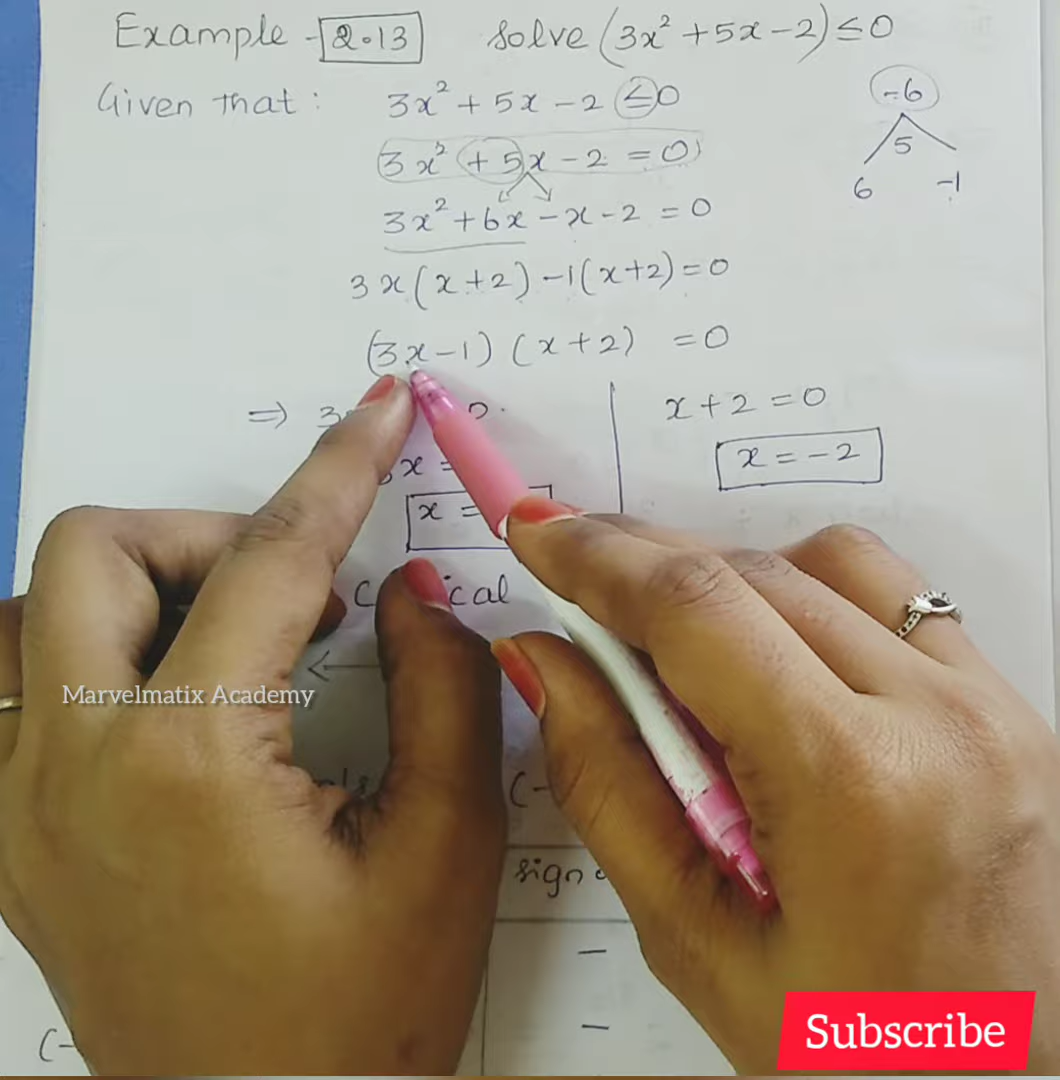 Example - 2.13 Solve (3x² + 5x - 2) ≤ 0
Given that : 3x² + 5x - 2 ≤ 0
-6
3x² + 5x - 2 = 0
5
6 -1
3x² + 6x - x - 2 = 0
3x(x+2) - 1(x+2) = 0
(3x - 1) (x + 2) = 0
⇒ 3
x + 2 = 0
x =
x = -2
x =
Marvelmatix Academy
(-
sign
-
-
(-
Subscribe